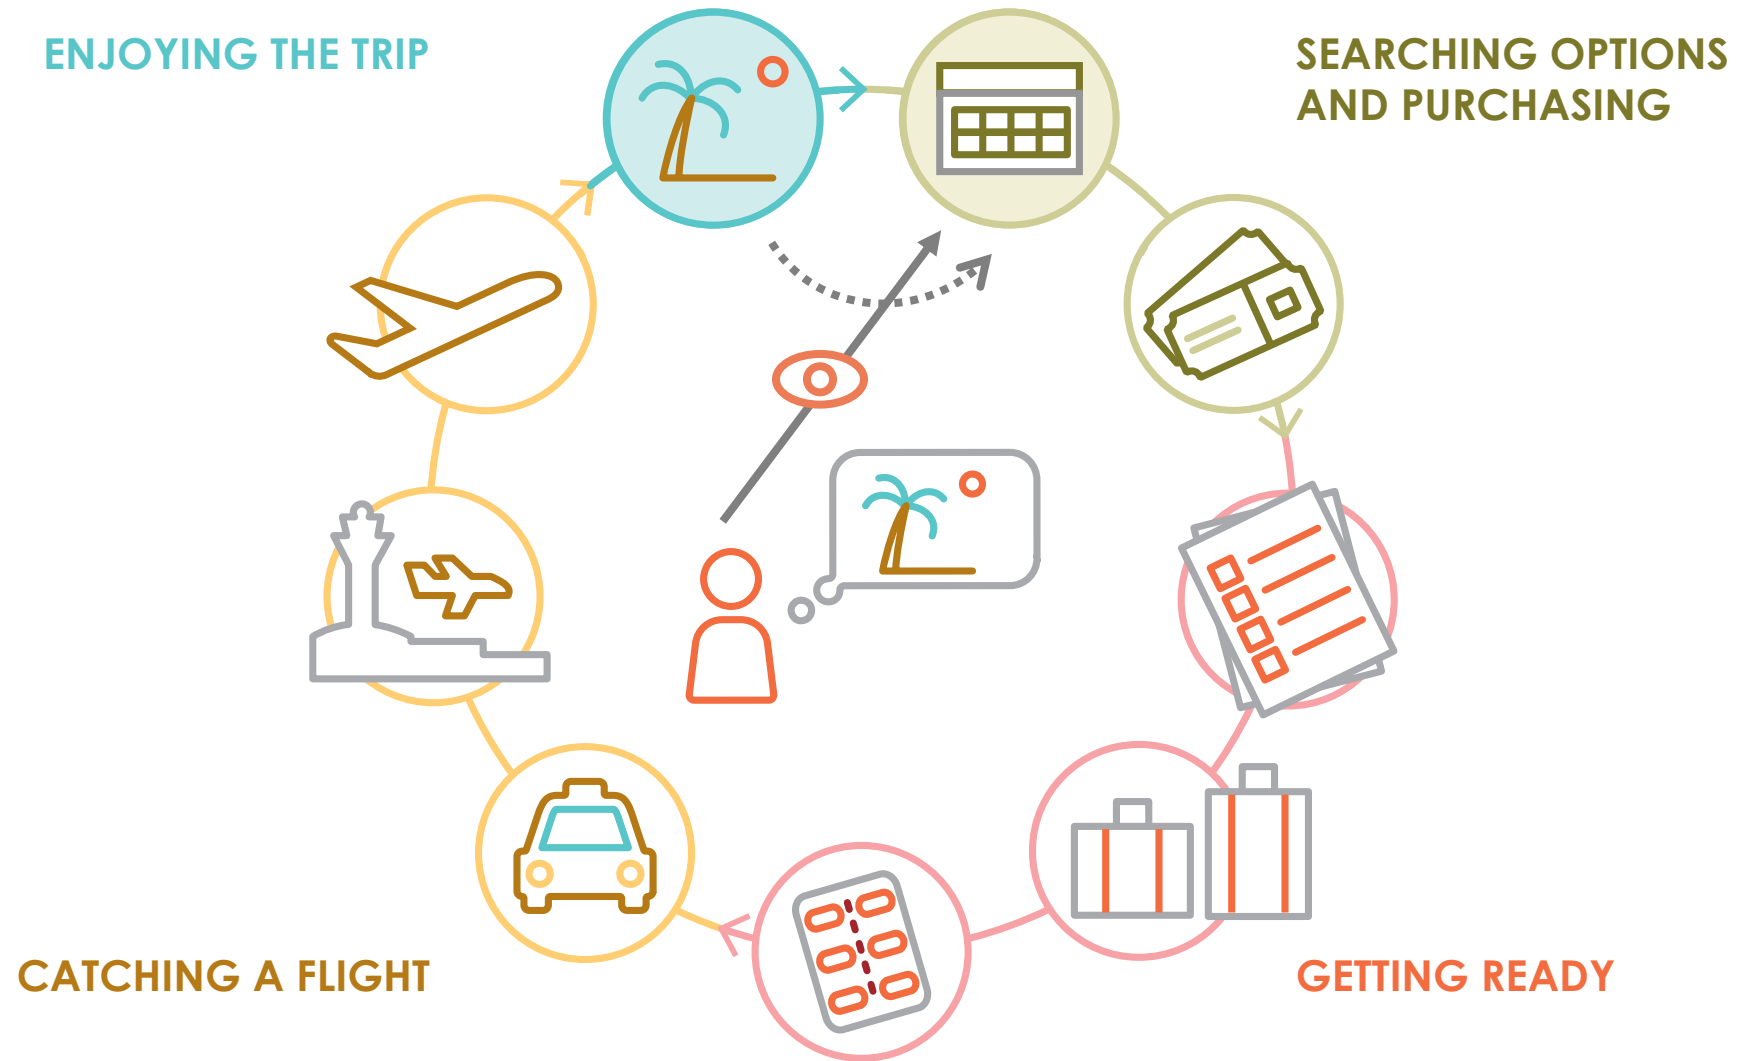 ENJOYING THE TRIP
SEARCHING OPTIONS
AND PURCHASING
CATCHING A FLIGHT
GETTING READY